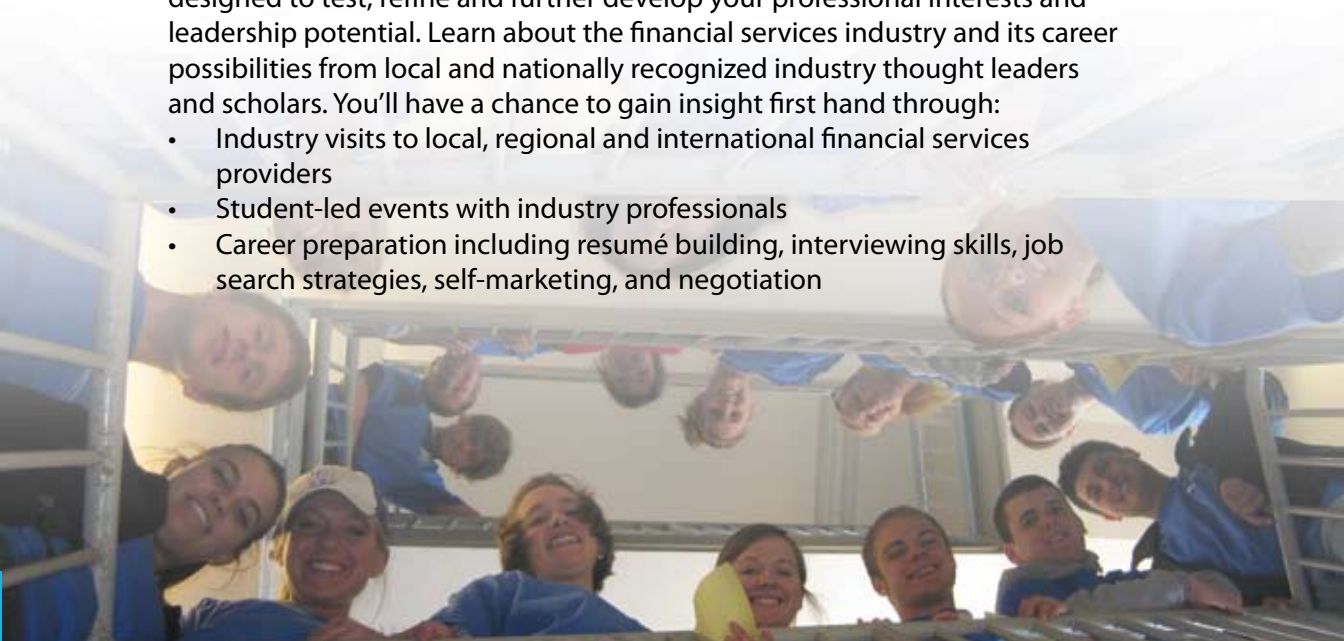 designed to test, refine and further develop your professional interests and
leadership potential. Learn about the financial services industry and its career
possibilities from local and nationally recognized industry thought leaders
and scholars. You’ll have a chance to gain insight first hand through:
• Industry visits to local, regional and international financial services
providers
• Student-led events with industry professionals
• Career preparation including resumé building, interviewing skills, job
search strategies, self-marketing, and negotiation